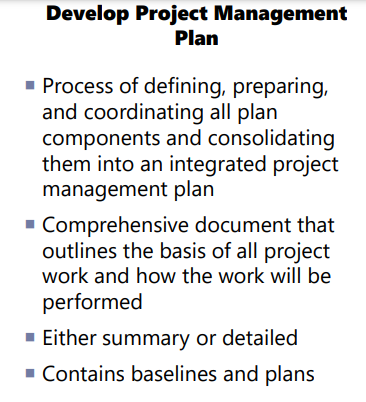 Develop Project Management
Plan
▪ Process of defining, preparing,
and coordinating all plan
components and consolidating
them into an integrated project
management plan
▪ Comprehensive document that
outlines the basis of all project
work and how the work will be
performed
▪ Either summary or detailed
▪ Contains baselines and plans